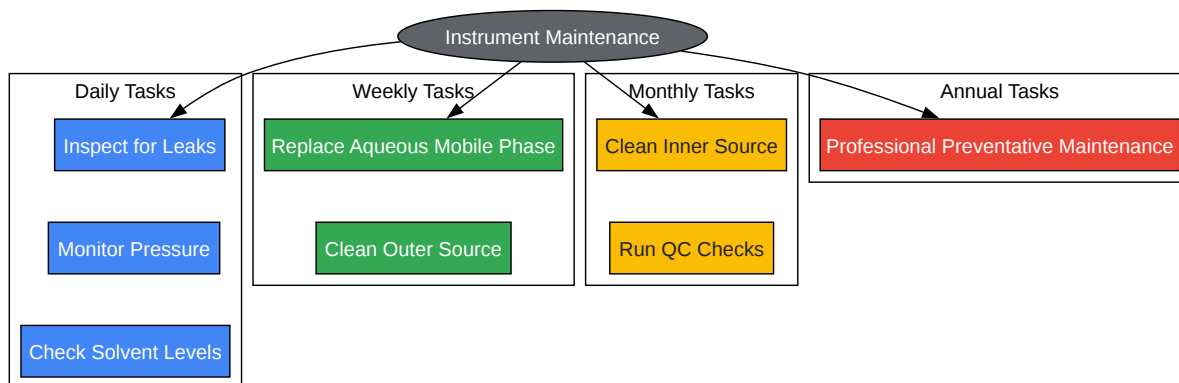 Instrument Maintenance
Daily Tasks
Inspect for Leaks
Monitor Pressure
Check Solvent Levels
Weekly Tasks
Replace Aqueous Mobile Phase
Clean Outer Source
Monthly Tasks
Clean Inner Source
Run QC Checks
Annual Tasks
Professional Preventative Maintenance